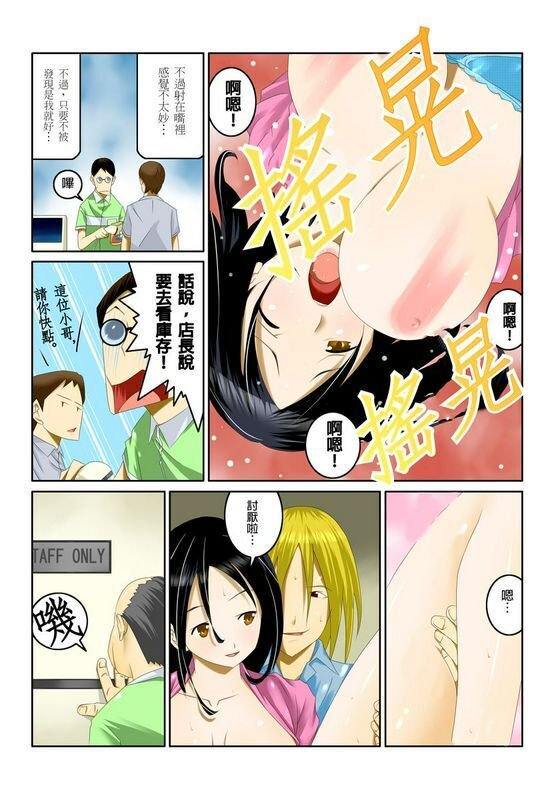 啊嗯！
搖晃
啊嗯！
搖晃
啊嗯！
不過射在嘴裡
感覺不太妙…
不過，只要不被
發現是我就好…
嗶
話說，店長說
要去看庫存！
這位小哥，
請你快點。
嗯…
討厭啦…
STAFF ONLY
嘰